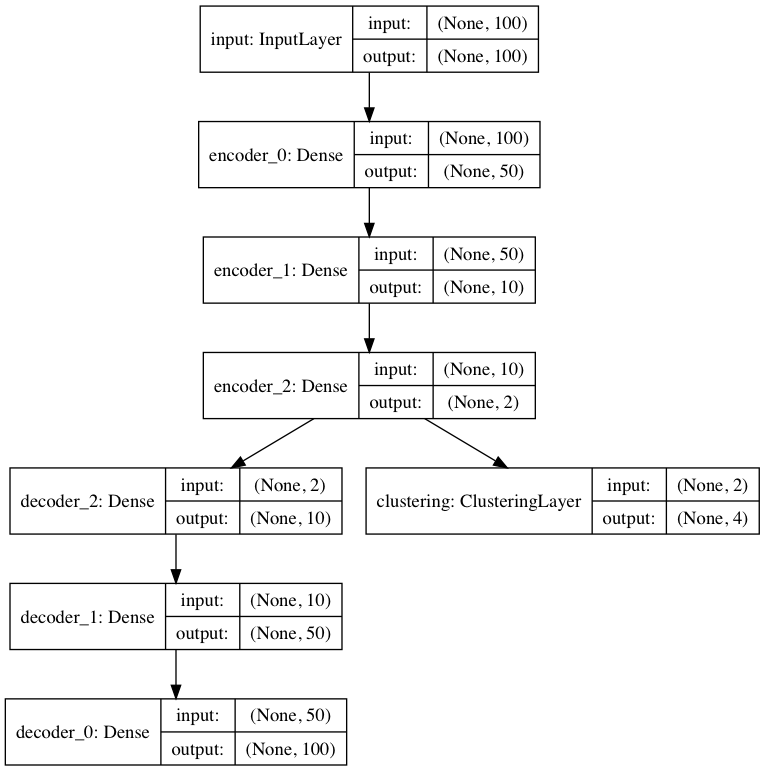 input: InputLayer
input: (None, 100)
output: (None, 100)
encoder_0: Dense
input: (None, 100)
output: (None, 50)
encoder_1: Dense
input: (None, 50)
output: (None, 10)
encoder_2: Dense
input: (None, 10)
output: (None, 2)
decoder_2: Dense
input: (None, 2)
output: (None, 10)
clustering: ClusteringLayer
input: (None, 2)
output: (None, 4)
decoder_1: Dense
input: (None, 10)
output: (None, 50)
decoder_0: Dense
input: (None, 50)
output: (None, 100)